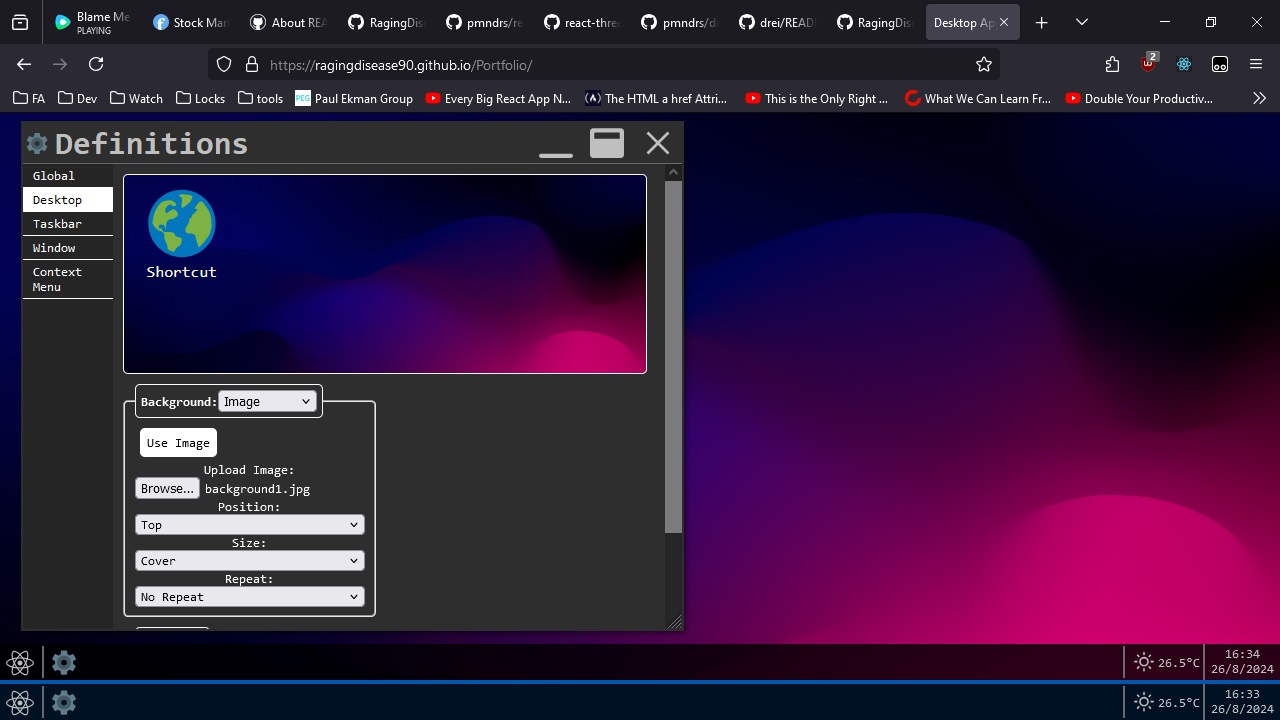 Blame Me
PLAYING
Stock Mar
About REA
RagingDis
pmndrs/re
react-thre
pmndrs/d
drei/READ
RagingDis
Desktop Ap
https://ragingdisease90.github.io/Portfolio/
2
FA
Dev
Watch
Locks
tools
PEG
Paul Ekman Group
Every Big React App N...
The HTML a href Attri...
This is the Only Right ...
What We Can Learn Fr...
Double Your Productiv...
Definitions
Global
Desktop
Taskbar
Window
Context
Menu
Shortcut
Background: Image
Use Image
Upload Image:
Browse... background1.jpg
Position:
Top
Size:
Cover
Repeat:
No Repeat
26.5°C
16:34
26/8/2024
26.5°C
16:33
26/8/2024